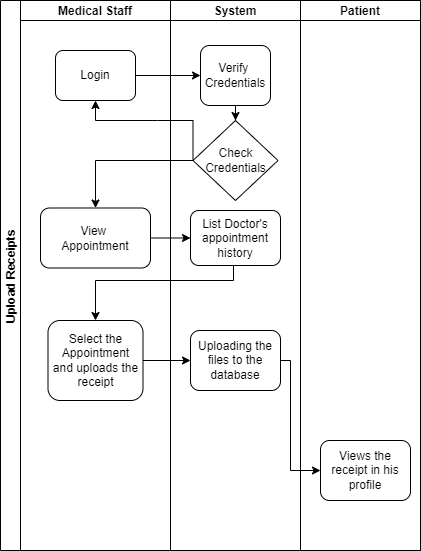 Medical Staff
System
Patient
Upload Receipts
Login
Verify
Credentials
Check
Credentials
View
Appointment
List Doctor's
appointment
history
Select the
Appointment
and uploads the
receipt
Uploading the
files to the
database
Views the
receipt in his
profile